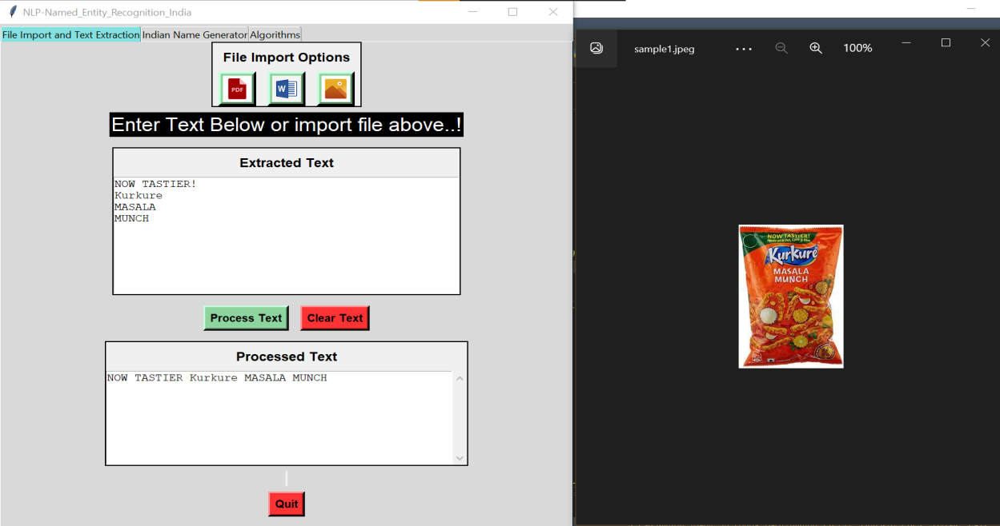 NLP-Named_Entity_Recognition_India
File Import and Text Extraction Indian Name Generator Algorithms
File Import Options
PDF W
Enter Text Below or import file above..!
Extracted Text
NOW TASTIER!
Kurkure
MASALA
MUNCH
Process Text Clear Text
Processed Text
NOW TASTIER Kurkure MASALA MUNCH
Quit
sample1.jpeg ... 100%
NOW TASTIER!
Kurkure
MASALA
MUNCH